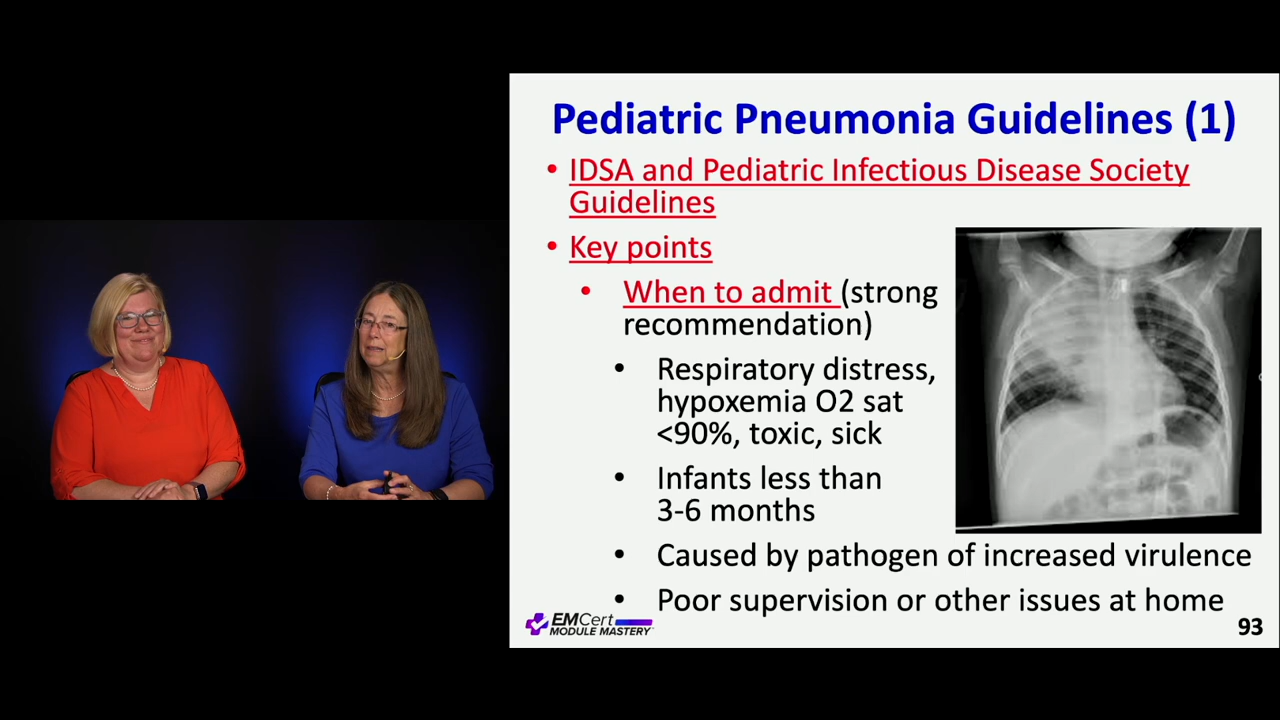 Pediatric Pneumonia Guidelines (1)
• IDSA and Pediatric Infectious Disease Society
Guidelines
• Key points
• When to admit (strong
recommendation)
• Respiratory distress,
hypoxemia O2 sat
<90%, toxic, sick
• Infants less than
3-6 months
• Caused by pathogen of increased virulence
• Poor supervision or other issues at home
EMCert
MODULE MASTERY
93